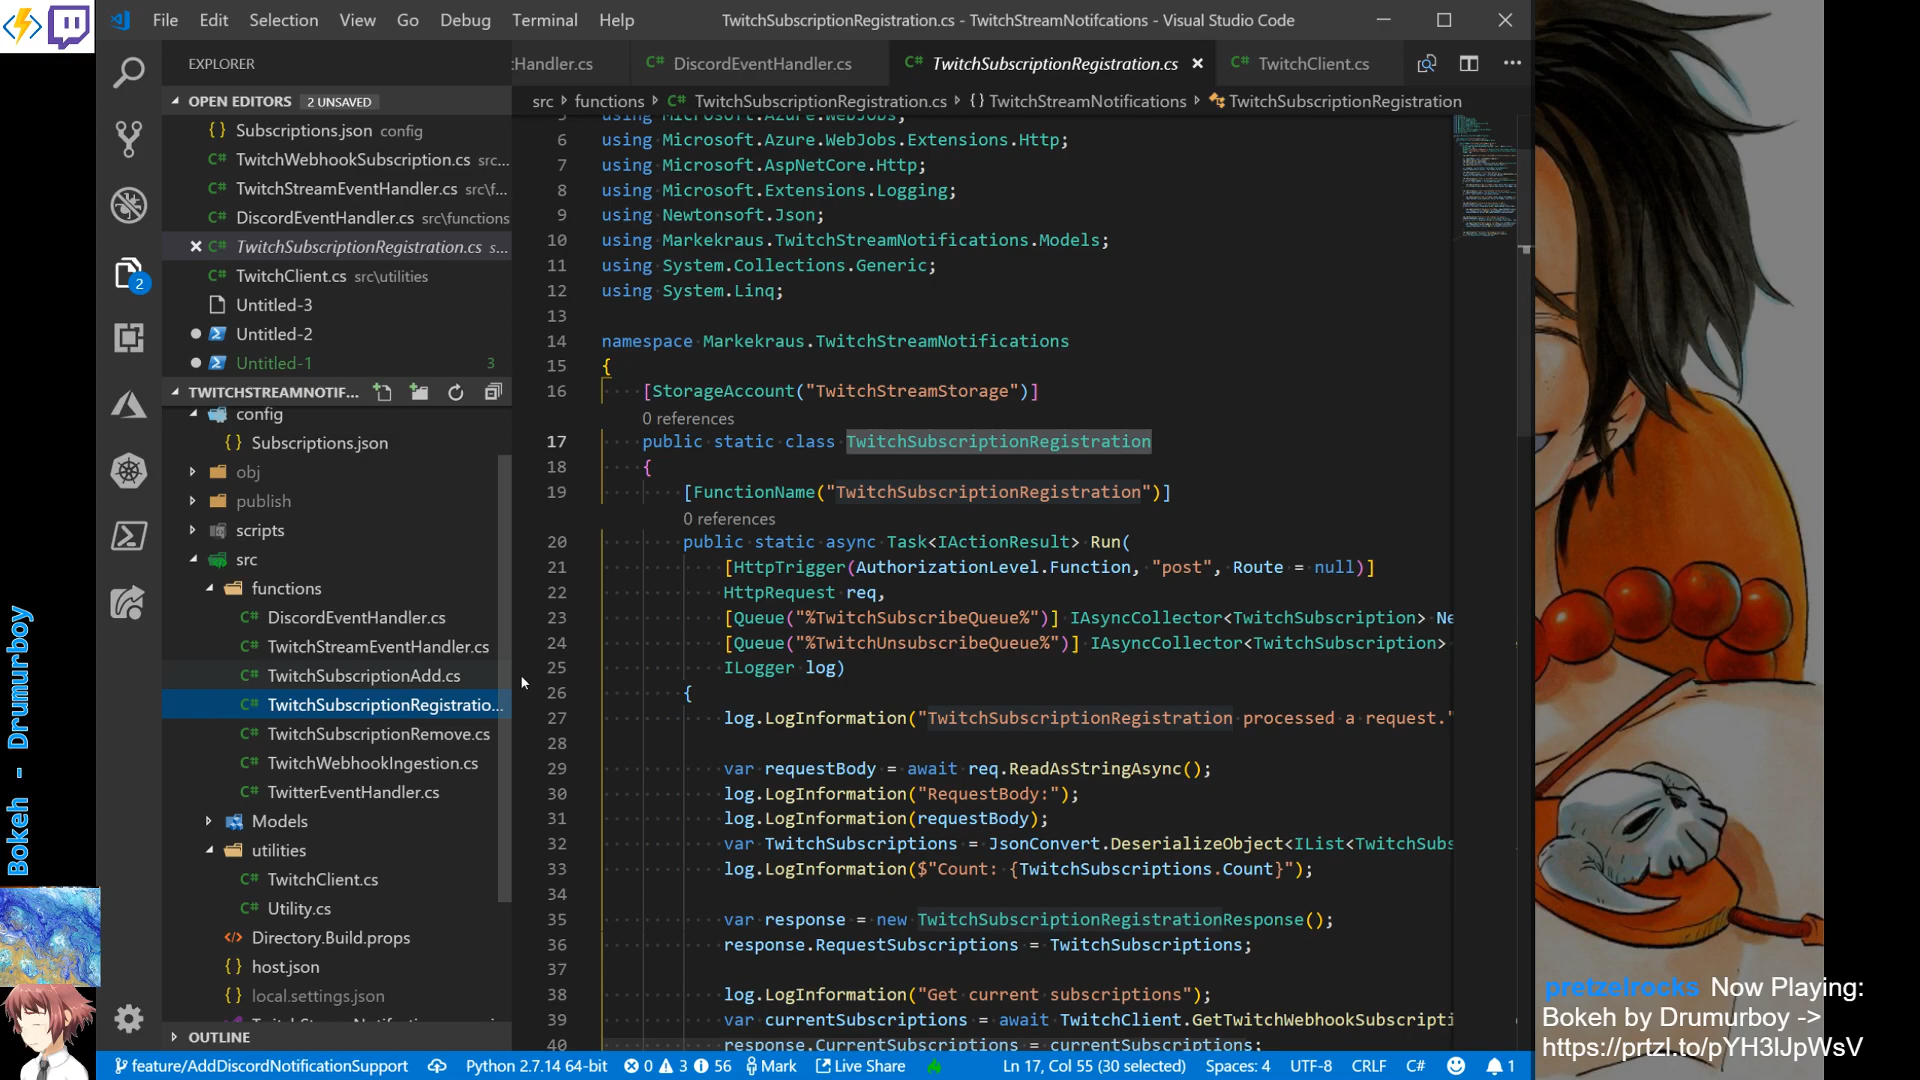 File Edit Selection View Go Debug Terminal Help
TwitchSubscriptionRegistration.cs - TwitchStreamNotifcations - Visual Studio Code
EXPLORER
OPEN EDITORS 2 UNSAVED
Subscriptions.json config
TwitchWebhookSubscription.cs src...
TwitchStreamEventHandler.cs src\f...
DiscordEventHandler.cs src\functions
TwitchSubscriptionRegistration.cs s...
TwitchClient.cs src\utilities
Untitled-3
Untitled-2
Untitled-1 3
2
TWITCHSTREAMNOTIF...
config
Subscriptions.json
obj
publish
scripts
src
functions
DiscordEventHandler.cs
TwitchStreamEventHandler.cs
TwitchSubscriptionAdd.cs
TwitchSubscriptionRegistratio...
TwitchSubscriptionRemove.cs
TwitchWebhookIngestion.cs
TwitterEventHandler.cs
Models
utilities
TwitchClient.cs
Utility.cs
Directory.Build.props
host.json
local.settings.json
OUTLINE
tHandler.cs
DiscordEventHandler.cs
TwitchSubscriptionRegistration.cs
TwitchClient.cs
src > functions > TwitchSubscriptionRegistration.cs > {} TwitchStreamNotifications > TwitchSubscriptionRegistration
5 using Microsoft.Azure.WebJobs;
6 using Microsoft.Azure.WebJobs.Extensions.Http;
7 using Microsoft.AspNetCore.Http;
8 using Microsoft.Extensions.Logging;
9 using Newtonsoft.Json;
10 using Markekraus.TwitchStreamNotifications.Models;
11 using System.Collections.Generic;
12 using System.Linq;
13
14 namespace Markekraus.TwitchStreamNotifications
15 {
16 [StorageAccount("TwitchStreamStorage")]
0 references
17 public static class TwitchSubscriptionRegistration
18 {
19 [FunctionName("TwitchSubscriptionRegistration")]
0 references
20 public static async Task<IActionResult> Run(
21 [HttpTrigger(AuthorizationLevel.Function, "post", Route = null)]
22 HttpRequest req,
23 [Queue("%TwitchSubscribeQueue%")] IAsyncCollector<TwitchSubscription> Ne
24 [Queue("%TwitchUnsubscribeQueue%")] IAsyncCollector<TwitchSubscription>
25 ILogger log)
26 {
27 log.LogInformation("TwitchSubscriptionRegistration processed a request."
28
29 var requestBody = await req.ReadAsStringAsync();
30 log.LogInformation("RequestBody:");
31 log.LogInformation(requestBody);
32 var TwitchSubscriptions = JsonConvert.DeserializeObject<IList<TwitchSubs
33 log.LogInformation($"Count: {TwitchSubscriptions.Count}");
34
35 var response = new TwitchSubscriptionRegistrationResponse();
36 response.RequestSubscriptions = TwitchSubscriptions;
37
38 log.LogInformation("Get current subscriptions");
39 var currentSubscriptions = await TwitchClient.GetTwitchWebhookSubscripti
40 response.CurrentSubscriptions = currentSubscriptions;
feature/AddDiscordNotificationSupport Python 2.7.14 64-bit 0 3 56 Mark Live Share Ln 17, Col 55 (30 selected) Spaces: 4 UTF-8 CRLF C# 1
Bokeh - Drumurboy
pretzelrocks Now Playing:
Bokeh by Drumurboy ->
https://prtzl.to/pYH3lJpWsV